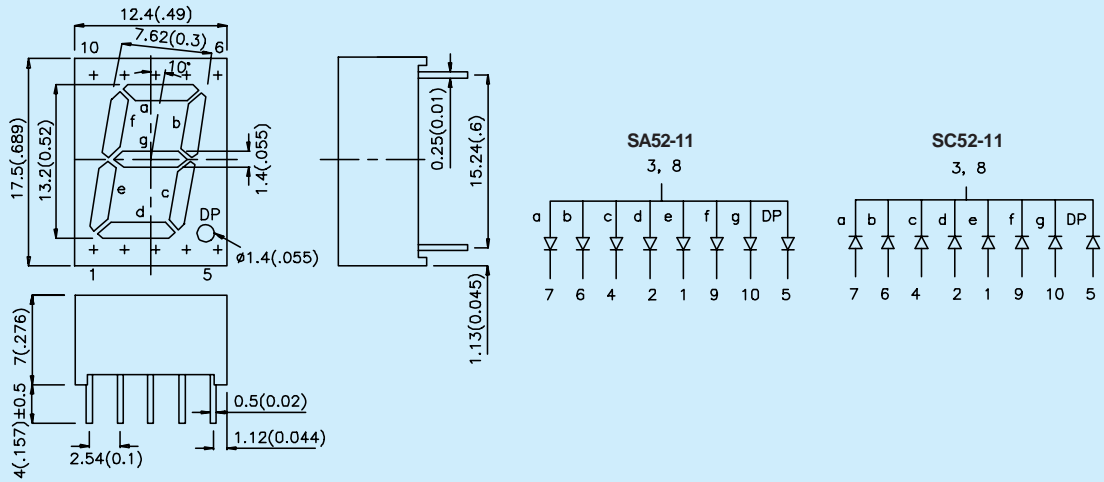 12.4(.49)
7.62(0.3)
10 6
10°
a
f b
g
e c
d
DP
1 5
17.5(.689)
13.2(0.52)
1.4(.055)
ø1.4(.055)
0.25(0.01)
15.24(.6)
1.13(0.045)
7(.276)
4(.157)±0.5
0.5(0.02)
1.12(0.044)
2.54(0.1)
SA52-11
3, 8
a b c d e f g DP
7 6 4 2 1 9 10 5
SC52-11
3, 8
a b c d e f g DP
7 6 4 2 1 9 10 5